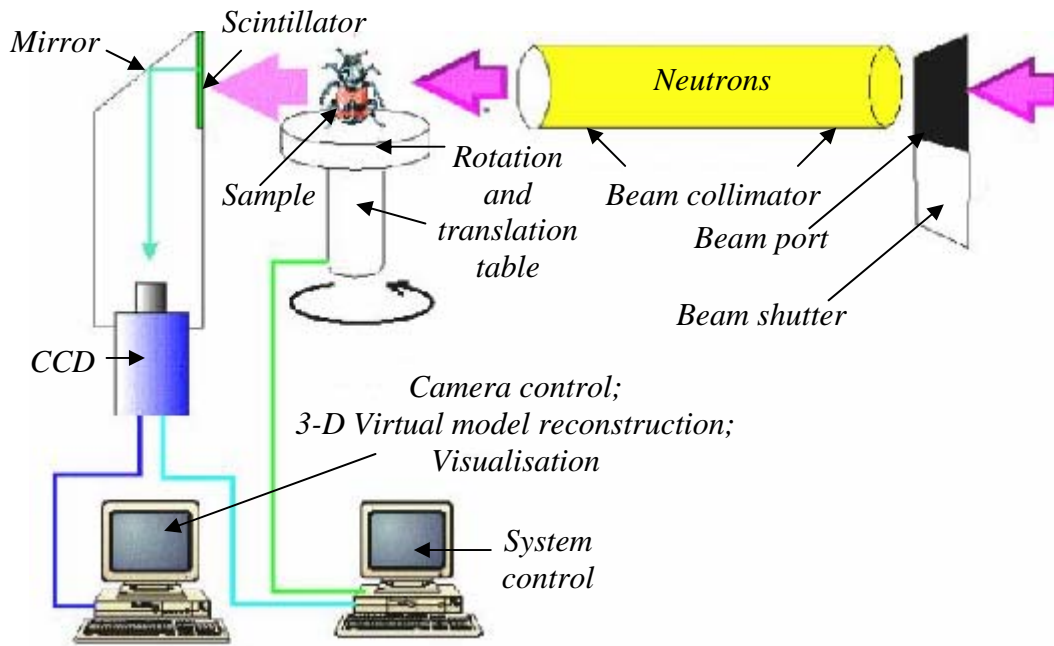 Scintillator
Mirror
Neutrons
Sample
Rotation
and
translation
table
Beam collimator
Beam port
Beam shutter
CCD
Camera control;
3-D Virtual model reconstruction;
Visualisation
System
control